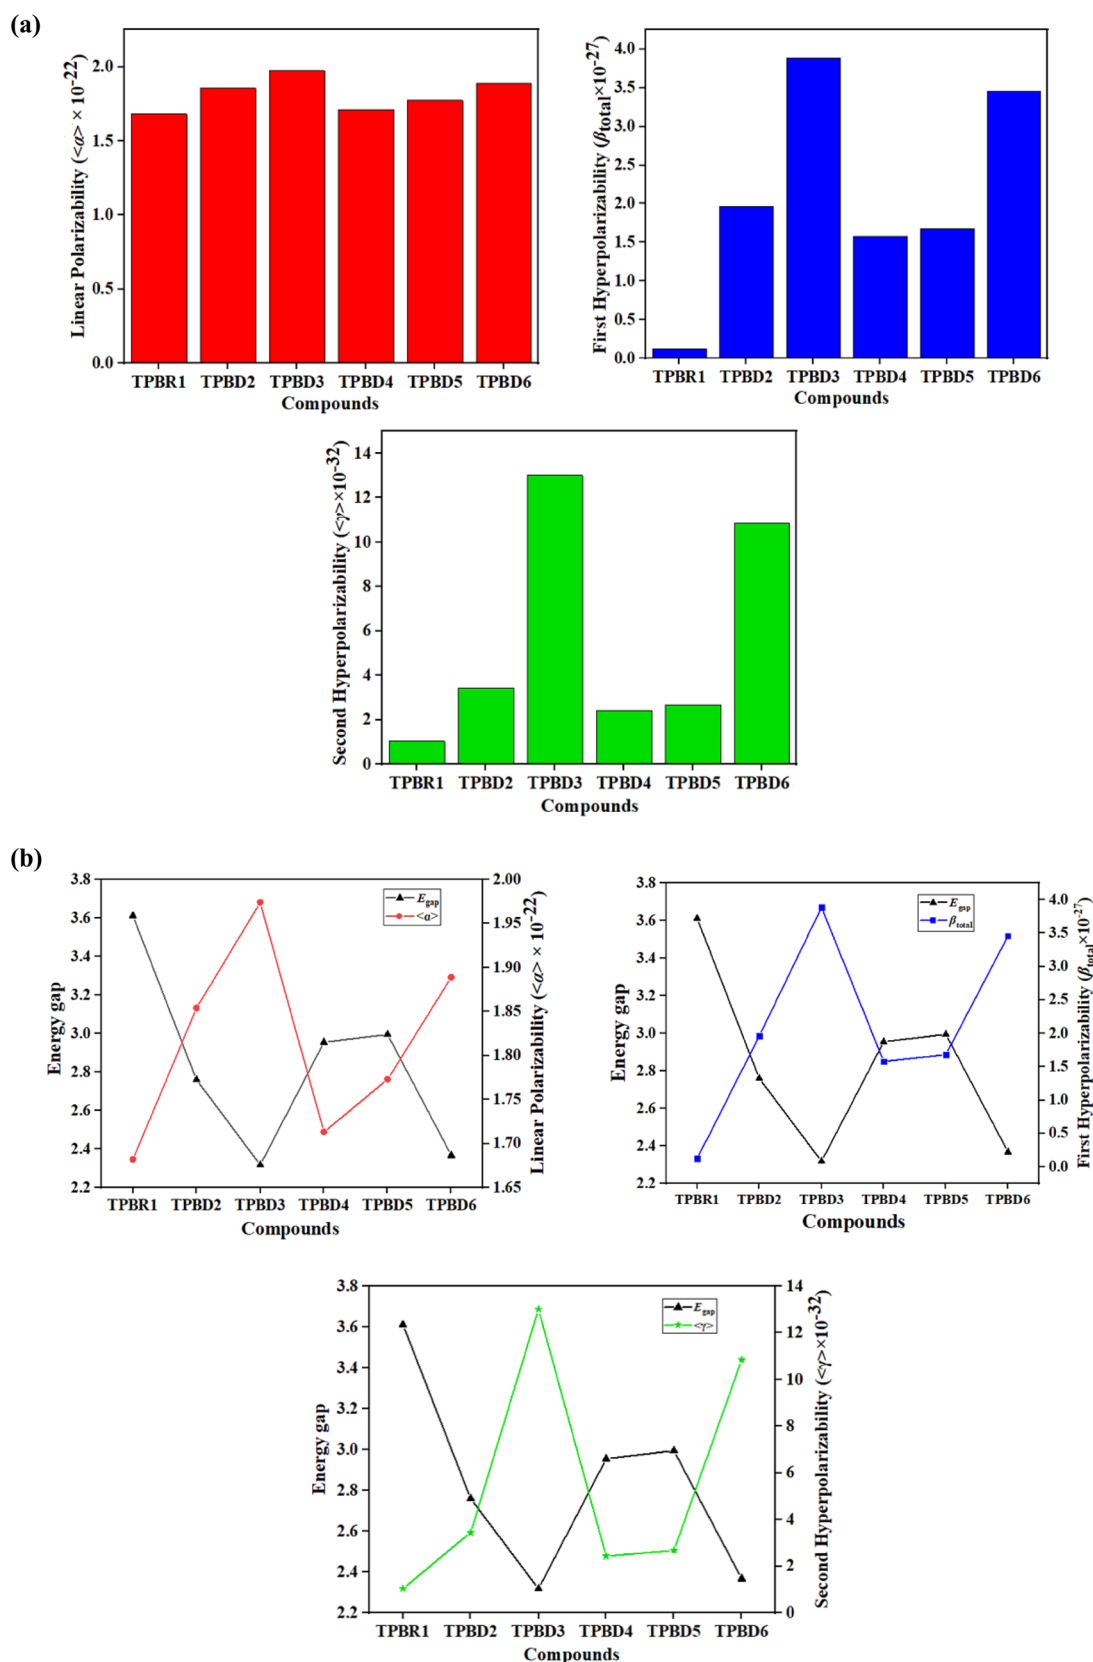 (a)
Linear Polarizability (<α> × 10-22)
2.0
1.5
1.0
0.5
0.0
TPBR1 TPBD2 TPBD3 TPBD4 TPBD5 TPBD6
Compounds
First Hyperpolarizability (βtotal×10-27)
4.0
3.5
3.0
2.5
2.0
1.5
1.0
0.5
0.0
TPBR1 TPBD2 TPBD3 TPBD4 TPBD5 TPBD6
Compounds
Second Hyperpolarizability (<γ>×10-32)
14
12
10
8
6
4
2
0
TPBR1 TPBD2 TPBD3 TPBD4 TPBD5 TPBD6
Compounds
(b)
Energy gap
3.8
3.6
3.4
3.2
3.0
2.8
2.6
2.4
2.2
Egap
<α>
2.00
1.95
1.90
1.85
1.80
1.75
1.70
1.65
Linear Polarizability (<α> × 10-22)
TPBR1 TPBD2 TPBD3 TPBD4 TPBD5 TPBD6
Compounds
Energy gap
3.8
3.6
3.4
3.2
3.0
2.8
2.6
2.4
2.2
Egap
βtotal
4.0
3.5
3.0
2.5
2.0
1.5
1.0
0.5
0.0
First Hyperpolarizability (βtotal×10-27)
TPBR1 TPBD2 TPBD3 TPBD4 TPBD5 TPBD6
Compounds
Energy gap
3.8
3.6
3.4
3.2
3.0
2.8
2.6
2.4
2.2
Egap
<γ>
14
12
10
8
6
4
2
0
Second Hyperpolarizability (<γ>×10-32)
TPBR1 TPBD2 TPBD3 TPBD4 TPBD5 TPBD6
Compounds